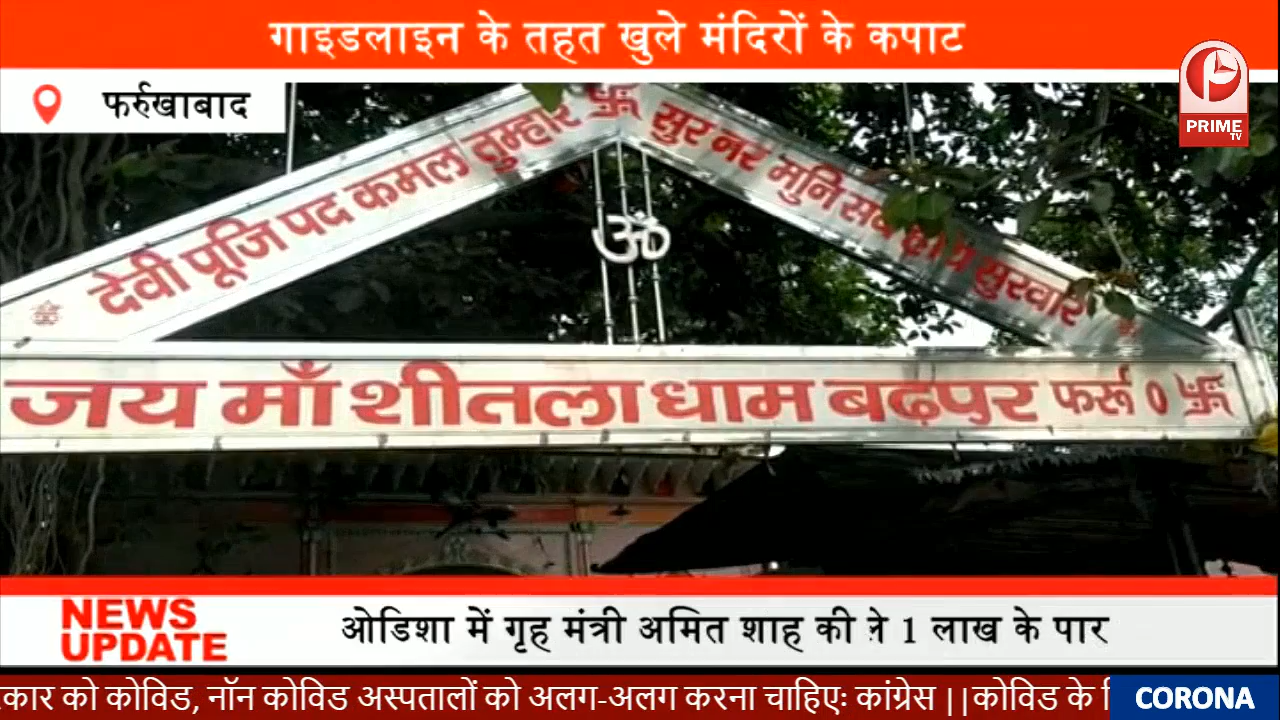 गाइडलाइन के तहत खुले मंदिरों के कपाट
फर्रुखाबाद
PRIME
TV
देवी पूजि पद कमल तुम्हारे
सुर नर मुनि सब
ॐ
जय माँ शीतला धाम बढ़पुर फर्रू 0
NEWS
UPDATE
ओडिशा में गृह मंत्री अमित शाह की ने 1 लाख के पार
कार को कोविड, नॉन कोविड अस्पतालों को अलग-अलग करना चाहिएः कांग्रेस ||कोविड के
CORONA